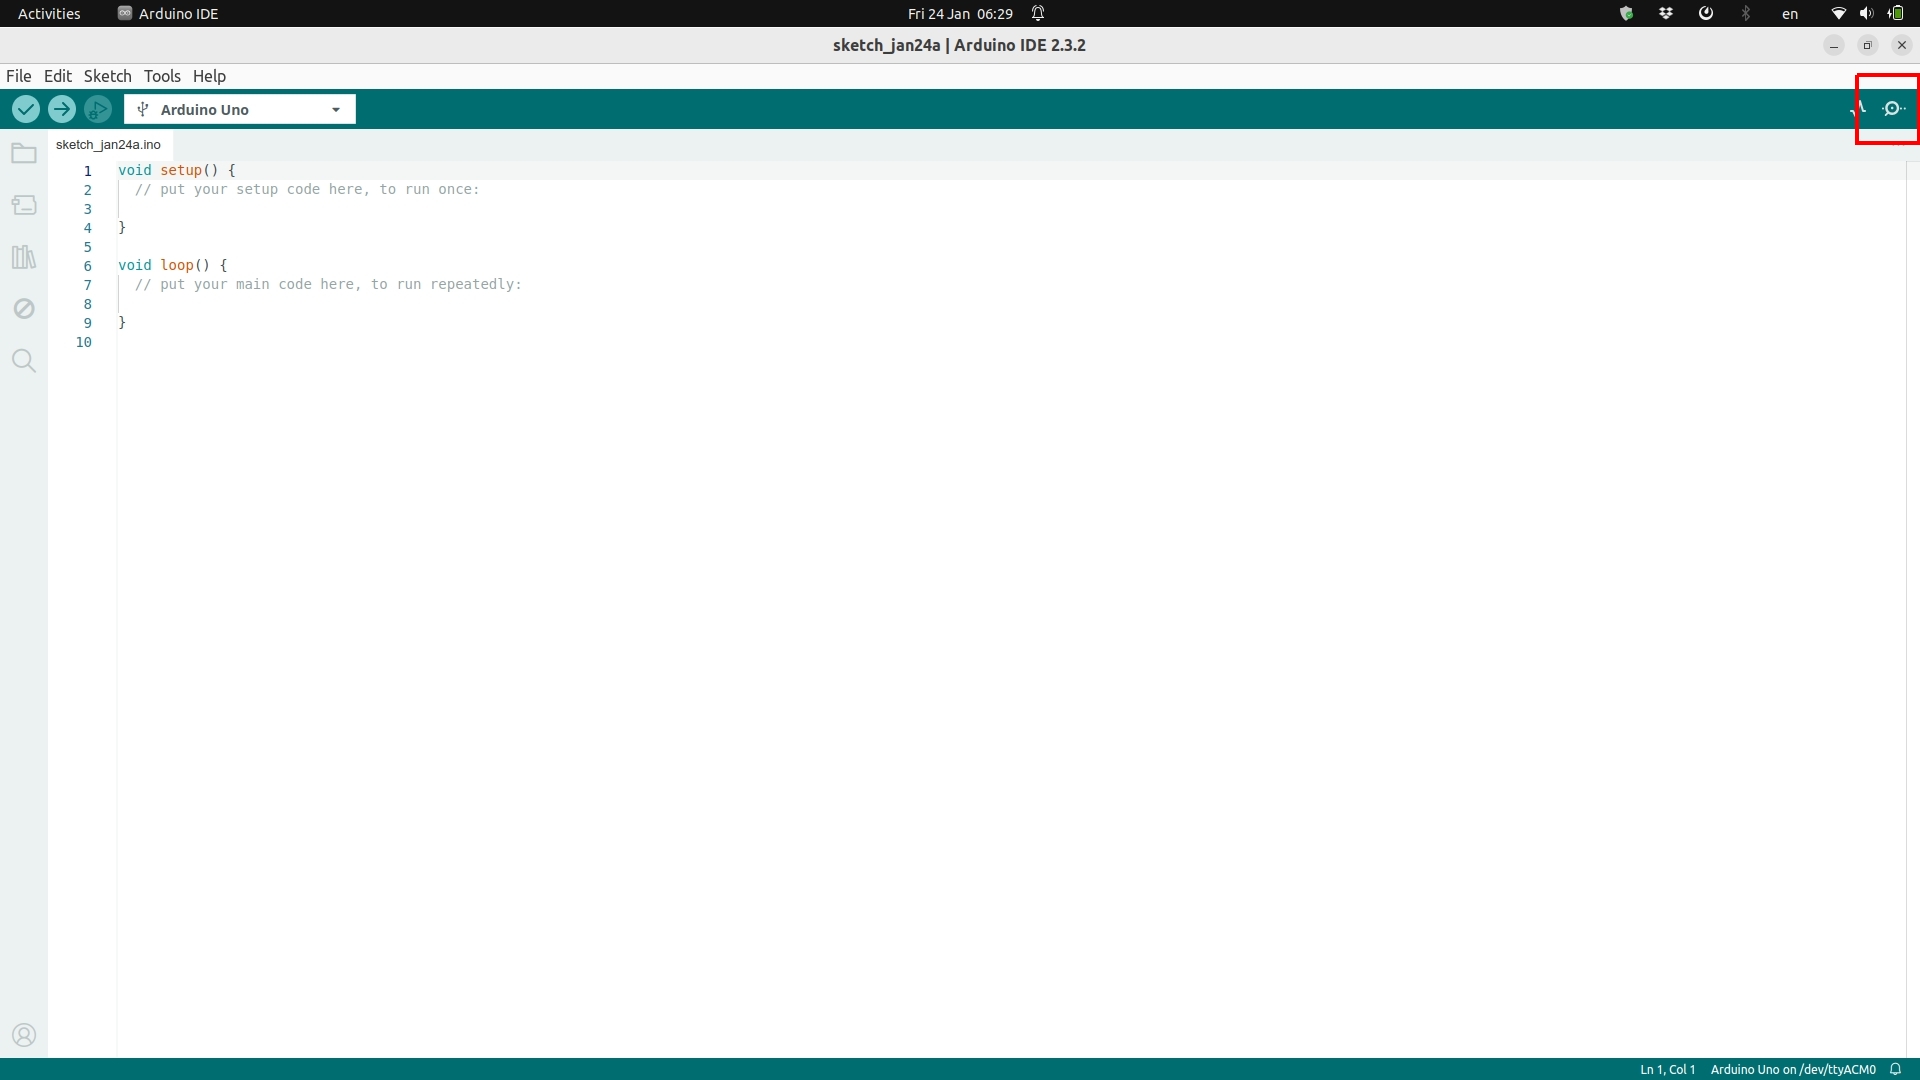 Activities Arduino IDE Fri 24 Jan 06:29 en
sketch_jan24a | Arduino IDE 2.3.2
File Edit Sketch Tools Help
Arduino Uno
sketch_jan24a.ino
1 void setup() {
2 // put your setup code here, to run once:
3
4 }
5
6 void loop() {
7 // put your main code here, to run repeatedly:
8
9 }
10
Ln 1, Col 1 Arduino Uno on /dev/ttyACM0